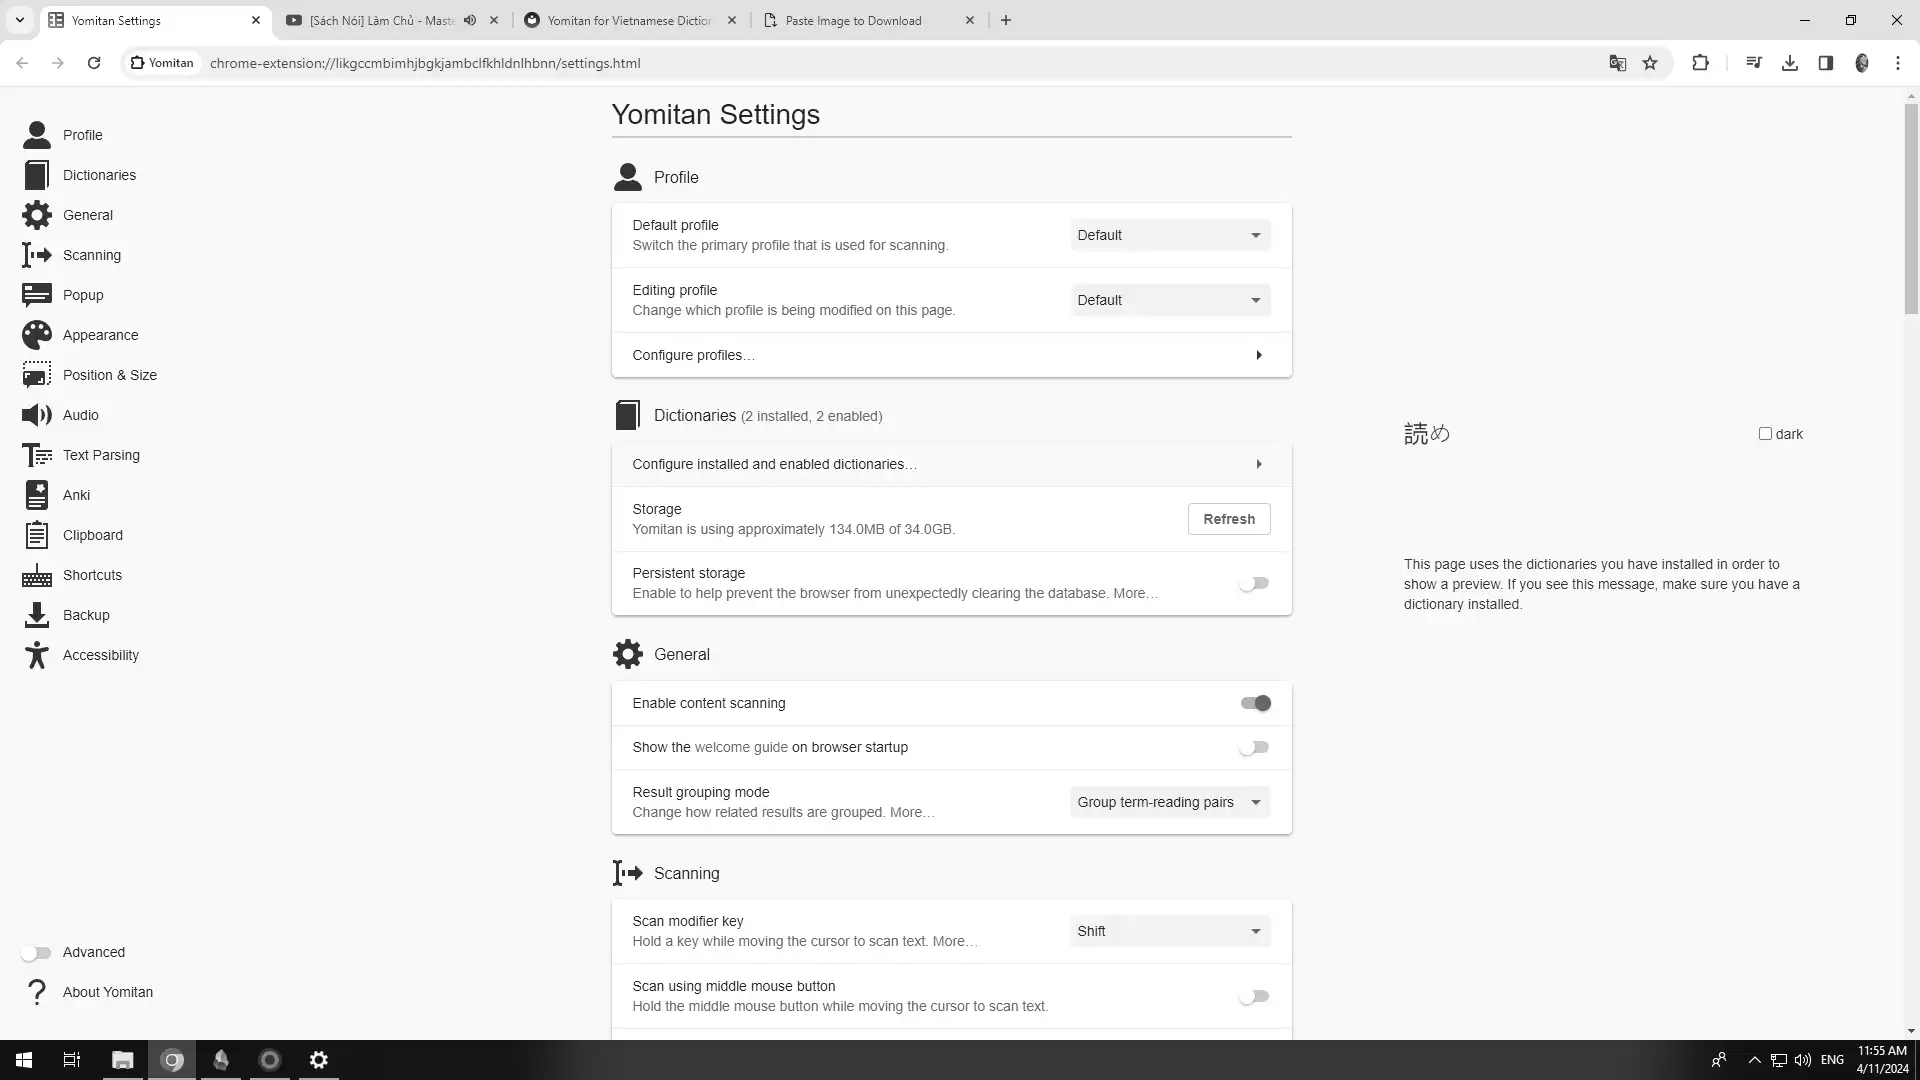 Yomitan Settings
[Sách Nói] Làm Chủ - Mast
Yomitan for Vietnamese Diction
Paste Image to Download
Yomitan
chrome-extension://likgccmbimhjbgkjambclfkhldnlhbnn/settings.html
Profile
Dictionaries
General
Scanning
Popup
Appearance
Position & Size
Audio
Text Parsing
Anki
Clipboard
Shortcuts
Backup
Accessibility
Advanced
About Yomitan
Yomitan Settings
Profile
Default profile
Switch the primary profile that is used for scanning.
Default
Editing profile
Change which profile is being modified on this page.
Default
Configure profiles…
Dictionaries (2 installed, 2 enabled)
Configure installed and enabled dictionaries…
Storage
Yomitan is using approximately 134.0MB of 34.0GB.
Refresh
Persistent storage
Enable to help prevent the browser from unexpectedly clearing the database. More…
General
Enable content scanning
Show the welcome guide on browser startup
Result grouping mode
Change how related results are grouped. More…
Group term-reading pairs
Scanning
Scan modifier key
Hold a key while moving the cursor to scan text. More…
Shift
Scan using middle mouse button
Hold the middle mouse button while moving the cursor to scan text.
読め
dark
This page uses the dictionaries you have installed in order to
show a preview. If you see this message, make sure you have a
dictionary installed.
ENG
11:55 AM
4/11/2024